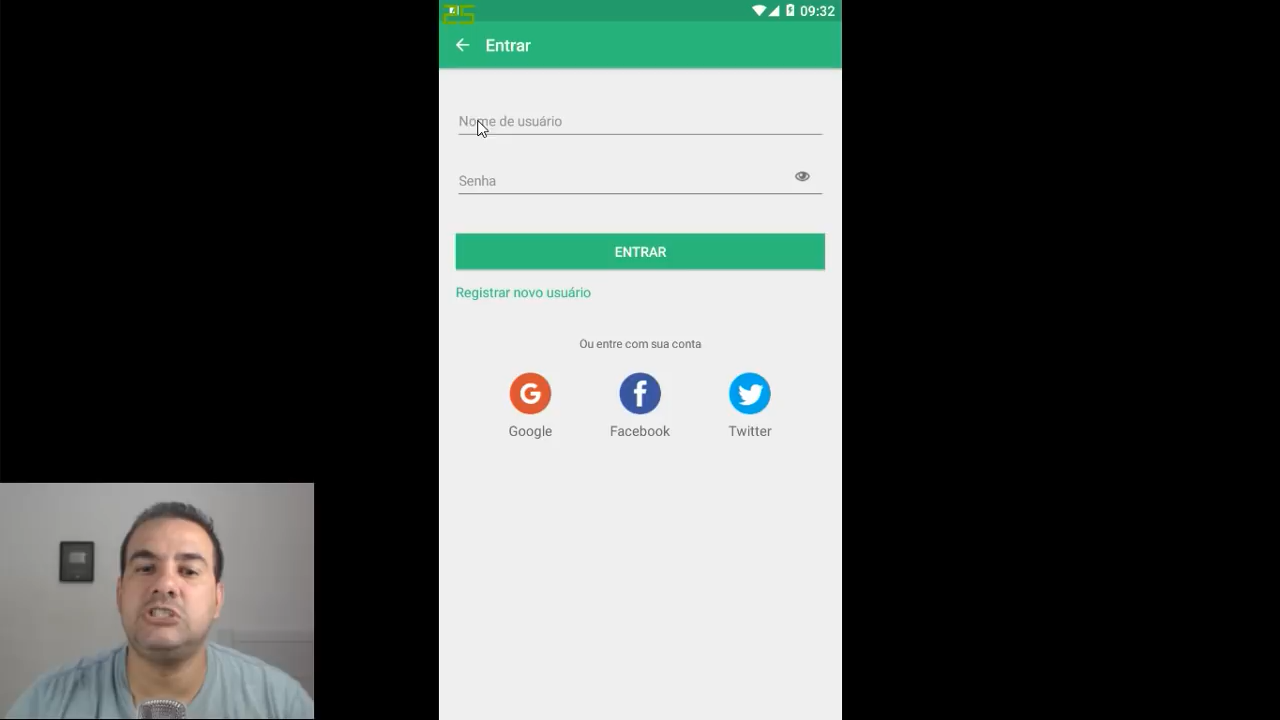 25
09:32
Entrar
Nome de usuário
Senha
ENTRAR
Registrar novo usuário
Ou entre com sua conta
G f
Google Facebook Twitter